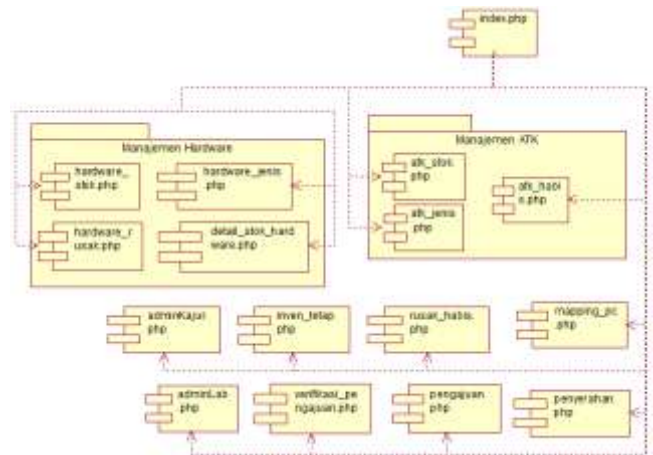 index.php
Manajemen Hardware
Manajemen ATK
hardware_
stok.php
hardware_jenis
.php
atk_stok.
php
atk_habi
s.php
hardware_r
usak.php
detail_stok_hard
ware.php
atk_jenis.
php
adminKajur.
php
inven_tetap.
php
rusak_habis.
php
mapping_pc
.php
adminLab.
php
verifikasi_pe
ngajuan.php
pengajuan.
php
penyerahan
.php